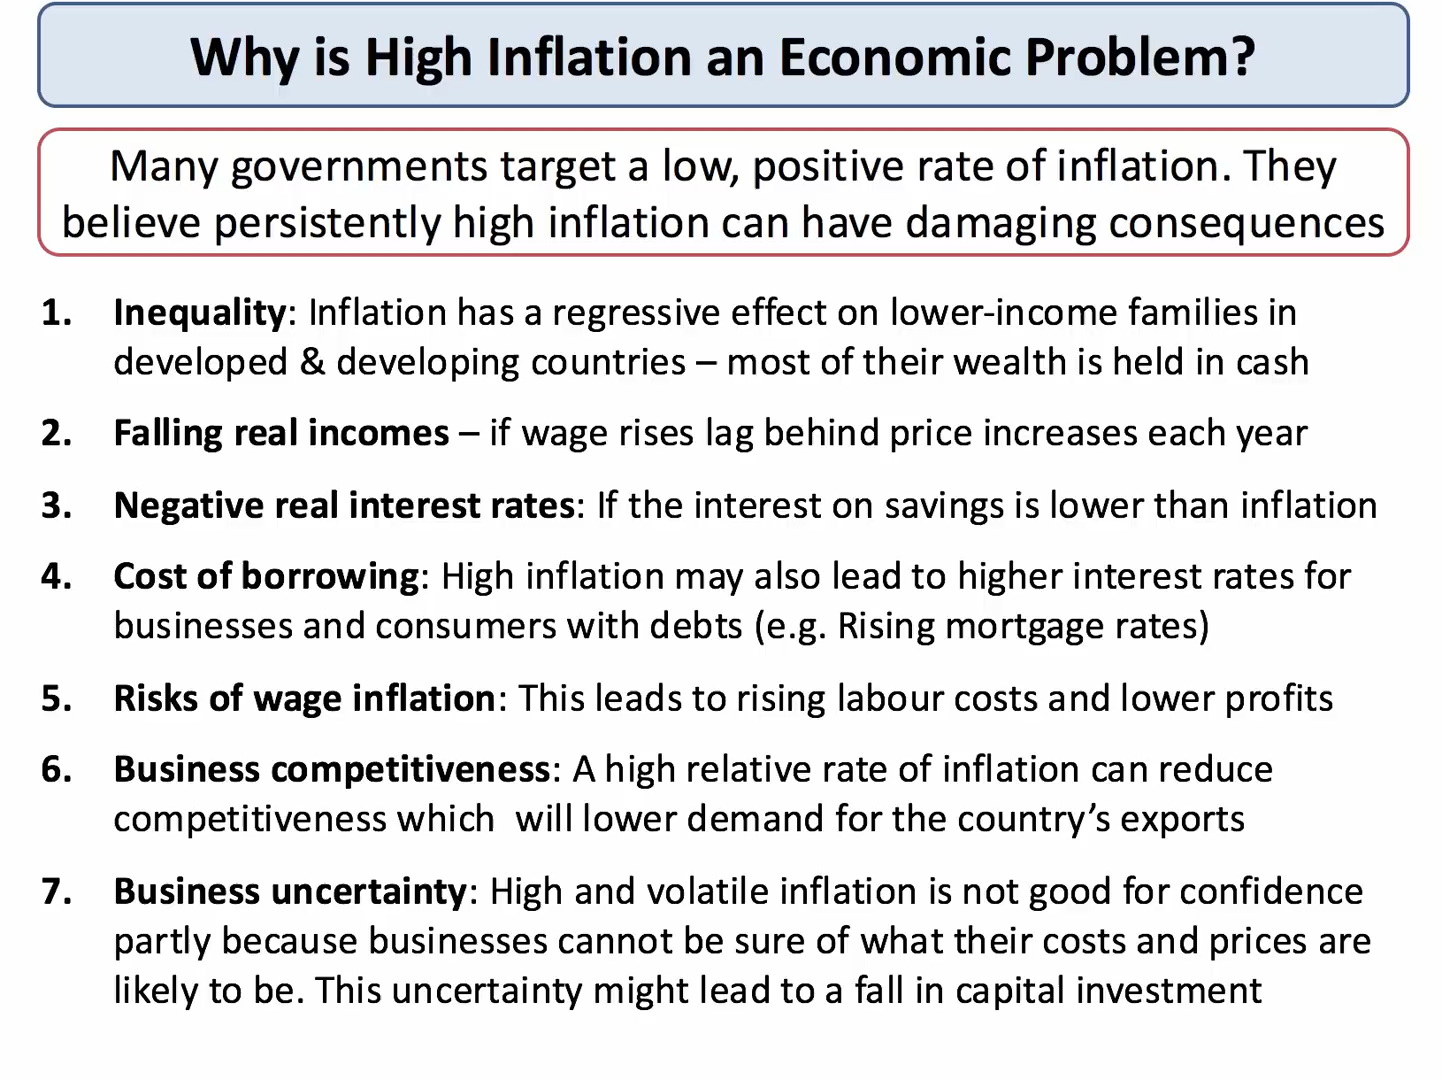 Why is High Inflation an Economic Problem?
Many governments target a low, positive rate of inflation. They
believe persistently high inflation can have damaging consequences
1. Inequality: Inflation has a regressive effect on lower-income families in
developed & developing countries – most of their wealth is held in cash
2. Falling real incomes – if wage rises lag behind price increases each year
3. Negative real interest rates: If the interest on savings is lower than inflation
4. Cost of borrowing: High inflation may also lead to higher interest rates for
businesses and consumers with debts (e.g. Rising mortgage rates)
5. Risks of wage inflation: This leads to rising labour costs and lower profits
6. Business competitiveness: A high relative rate of inflation can reduce
competitiveness which  will lower demand for the country’s exports
7. Business uncertainty: High and volatile inflation is not good for confidence
partly because businesses cannot be sure of what their costs and prices are
likely to be. This uncertainty might lead to a fall in capital investment